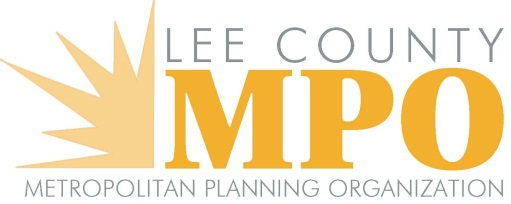 LEE COUNTY
MPO
METROPOLITAN PLANNING ORGANIZATION